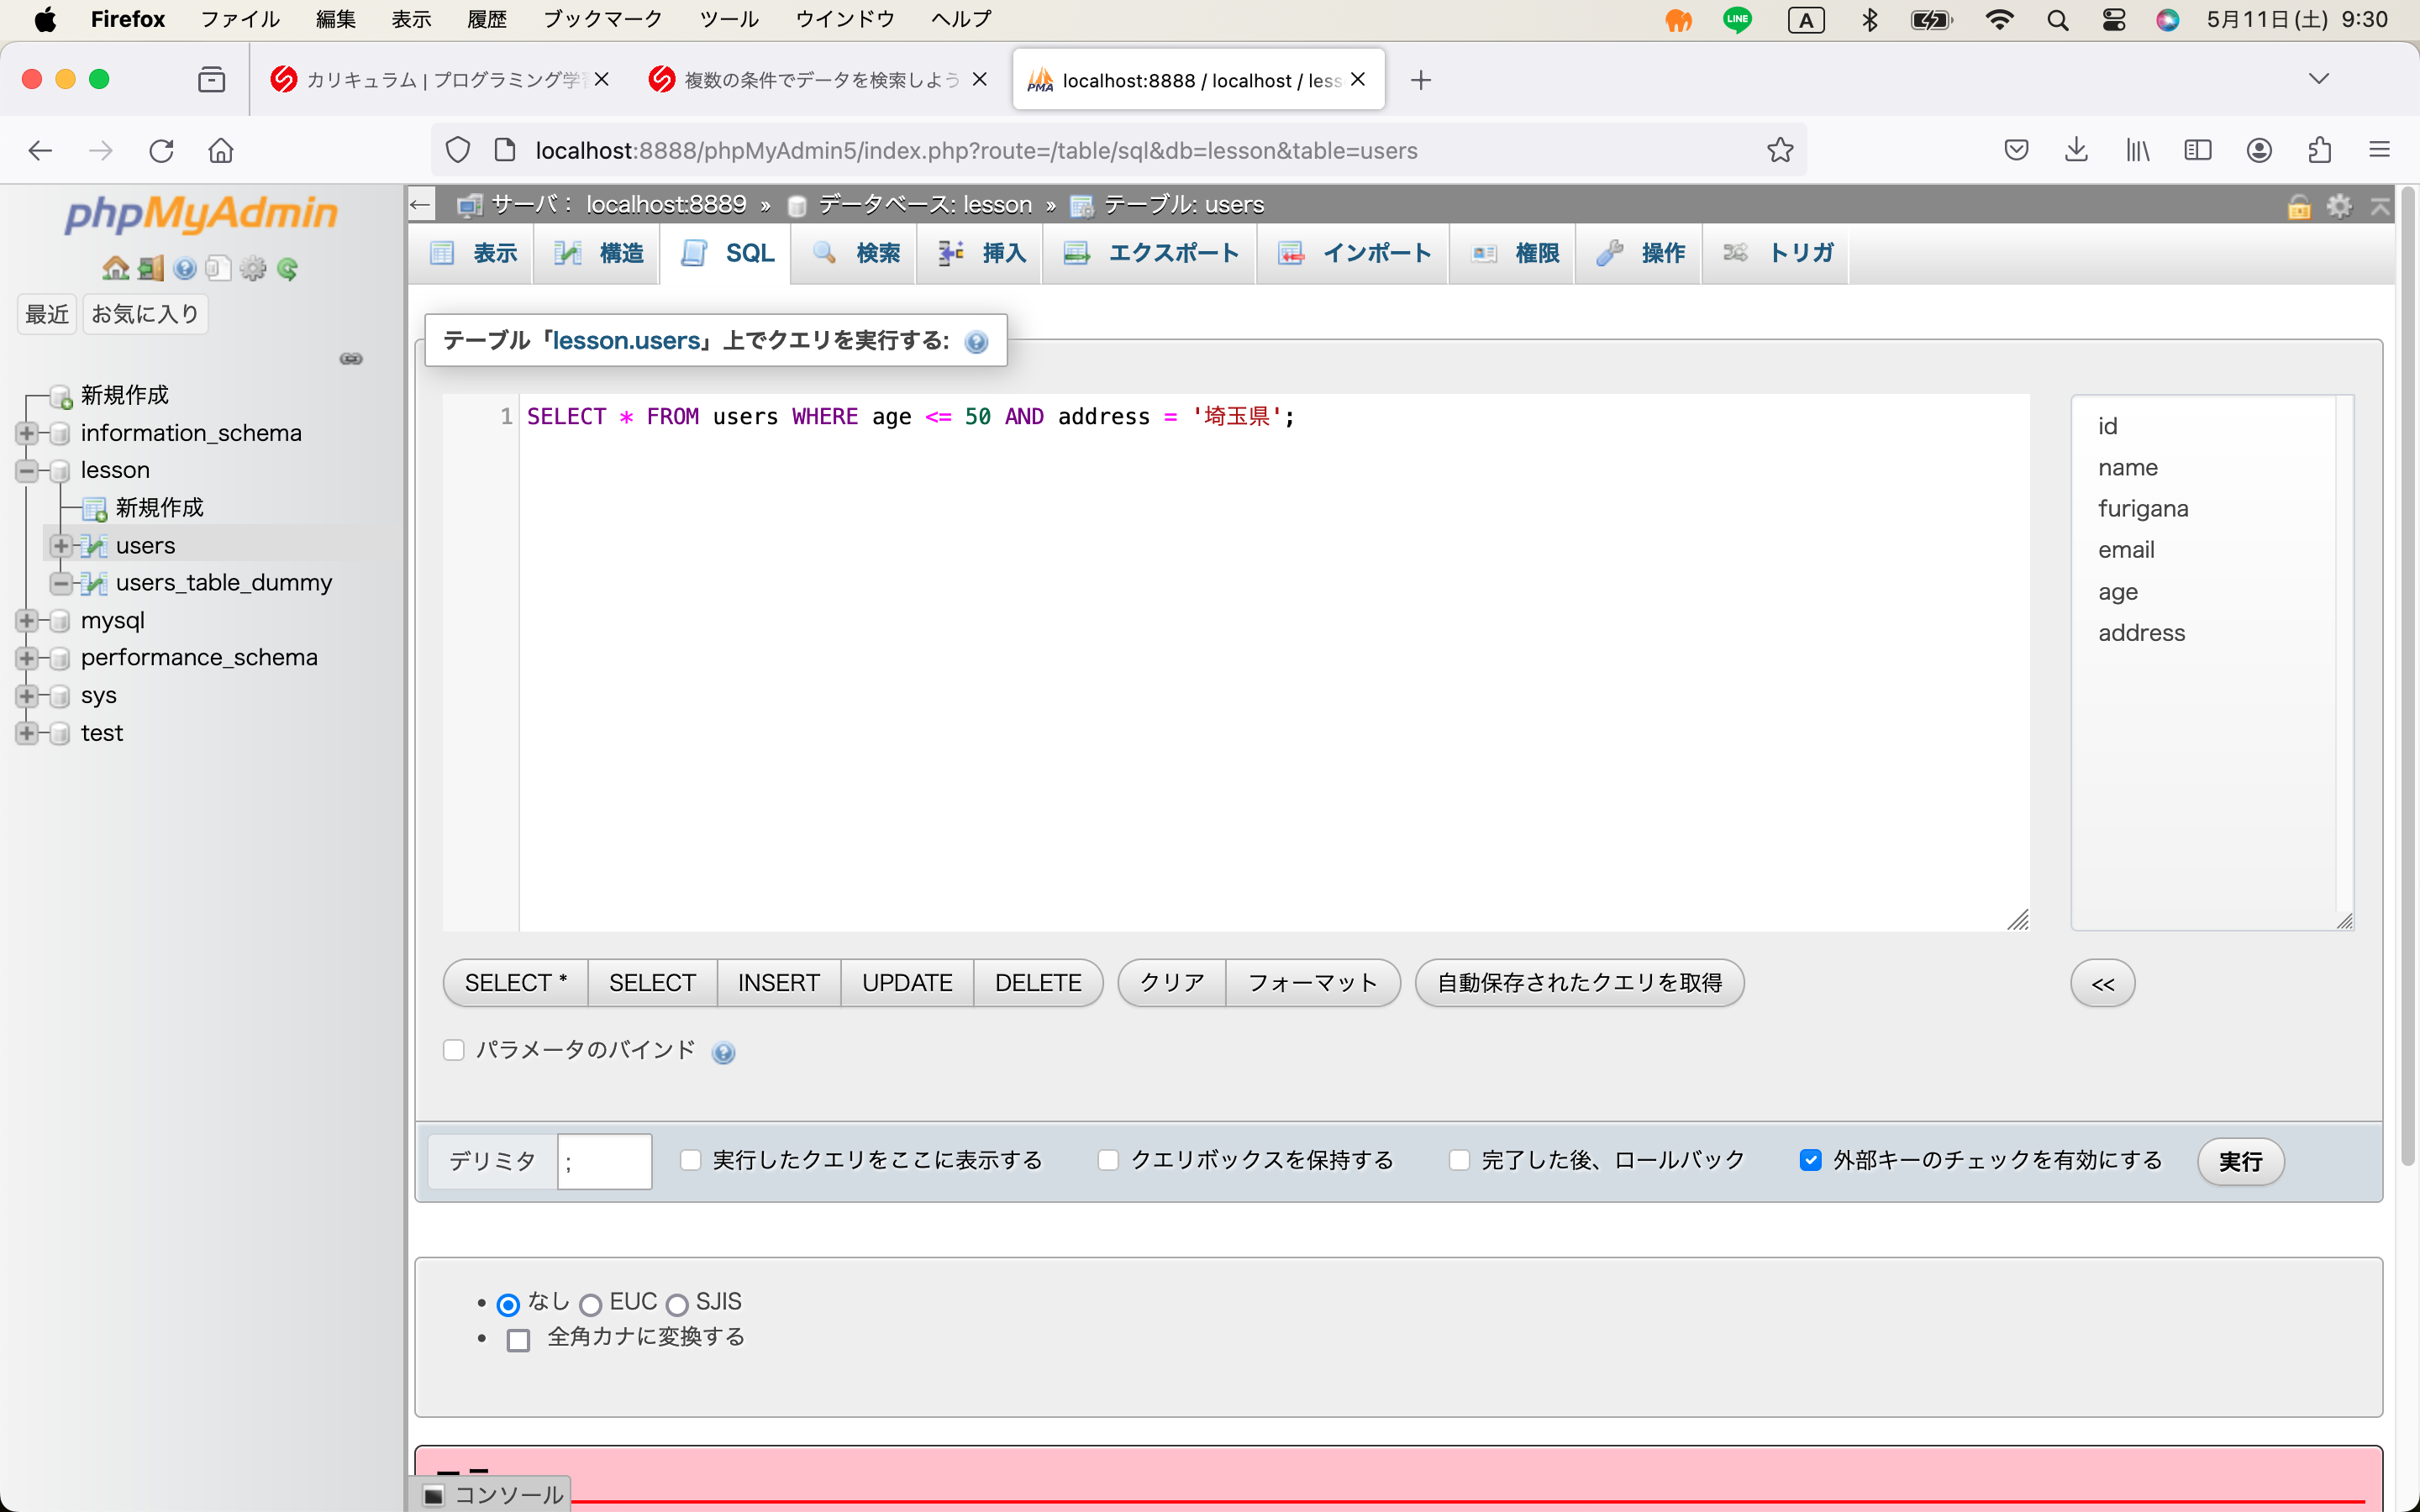 Firefox ファイル 編集 表示 履歴 ブックマーク ツール ウインドウ ヘルプ LINE A 5月11日(土) 9:30
カリキュラム | プログラミング学 複数の条件でデータを検索しよう PMA localhost:8888 / localhost / less
localhost:8888/phpMyAdmin5/index.php?route=/table/sql&db=lesson&table=users
phpMyAdmin
最近 お気に入り
新規作成
information_schema
lesson
新規作成
users
users_table_dummy
mysql
performance_schema
sys
test
サーバ： localhost:8889 » データベース: lesson » テーブル: users
表示 構造 SQL 検索 挿入 エクスポート インポート 権限 操作 トリガ
テーブル「lesson.users」上でクエリを実行する:
1 SELECT * FROM users WHERE age <= 50 AND address = '埼玉県';
id
name
furigana
email
age
address
SELECT * SELECT INSERT UPDATE DELETE クリア フォーマット 自動保存されたクエリを取得 <<
パラメータのバインド
デリミタ ; 実行したクエリをここに表示する クエリボックスを保持する 完了した後、ロールバック 外部キーのチェックを有効にする 実行
なし EUC SJIS
全角カナに変換する
コンソール